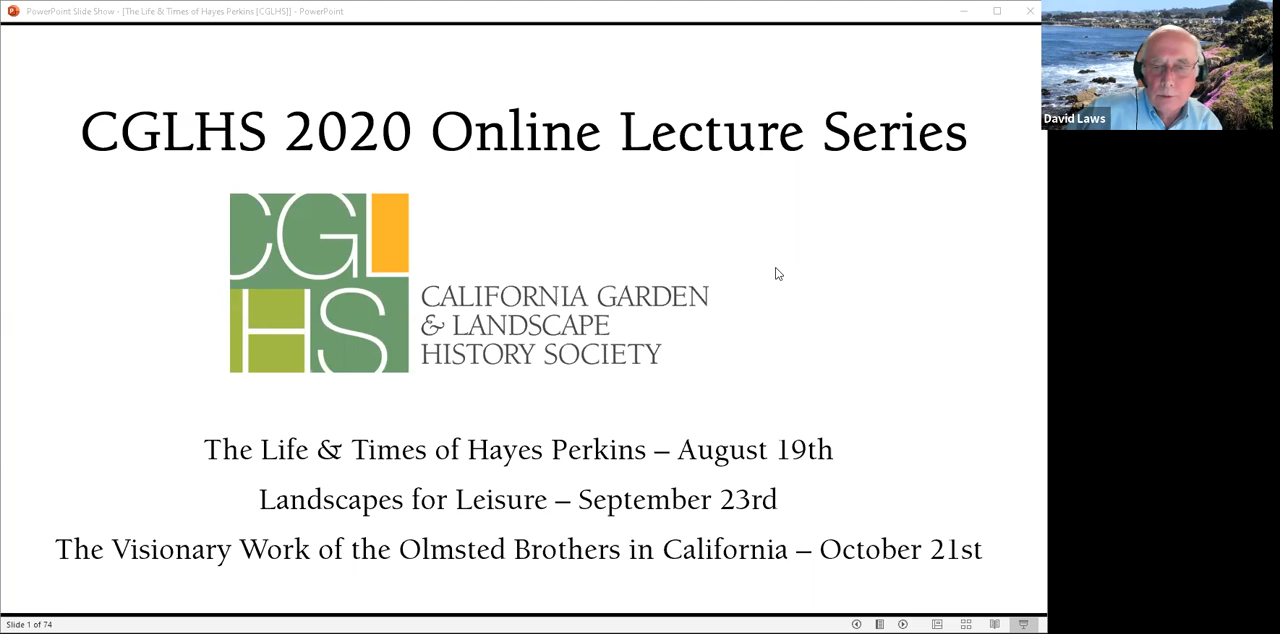 PowerPoint Slide Show - [The Life & Times of Hayes Perkins [CGLHS]] - PowerPoint
CGLHS 2020 Online Lecture Series
CGL
HS
CALIFORNIA GARDEN
& LANDSCAPE
HISTORY SOCIETY
The Life & Times of Hayes Perkins – August 19th
Landscapes for Leisure – September 23rd
The Visionary Work of the Olmsted Brothers in California – October 21st
Slide 1 of 74
David Laws